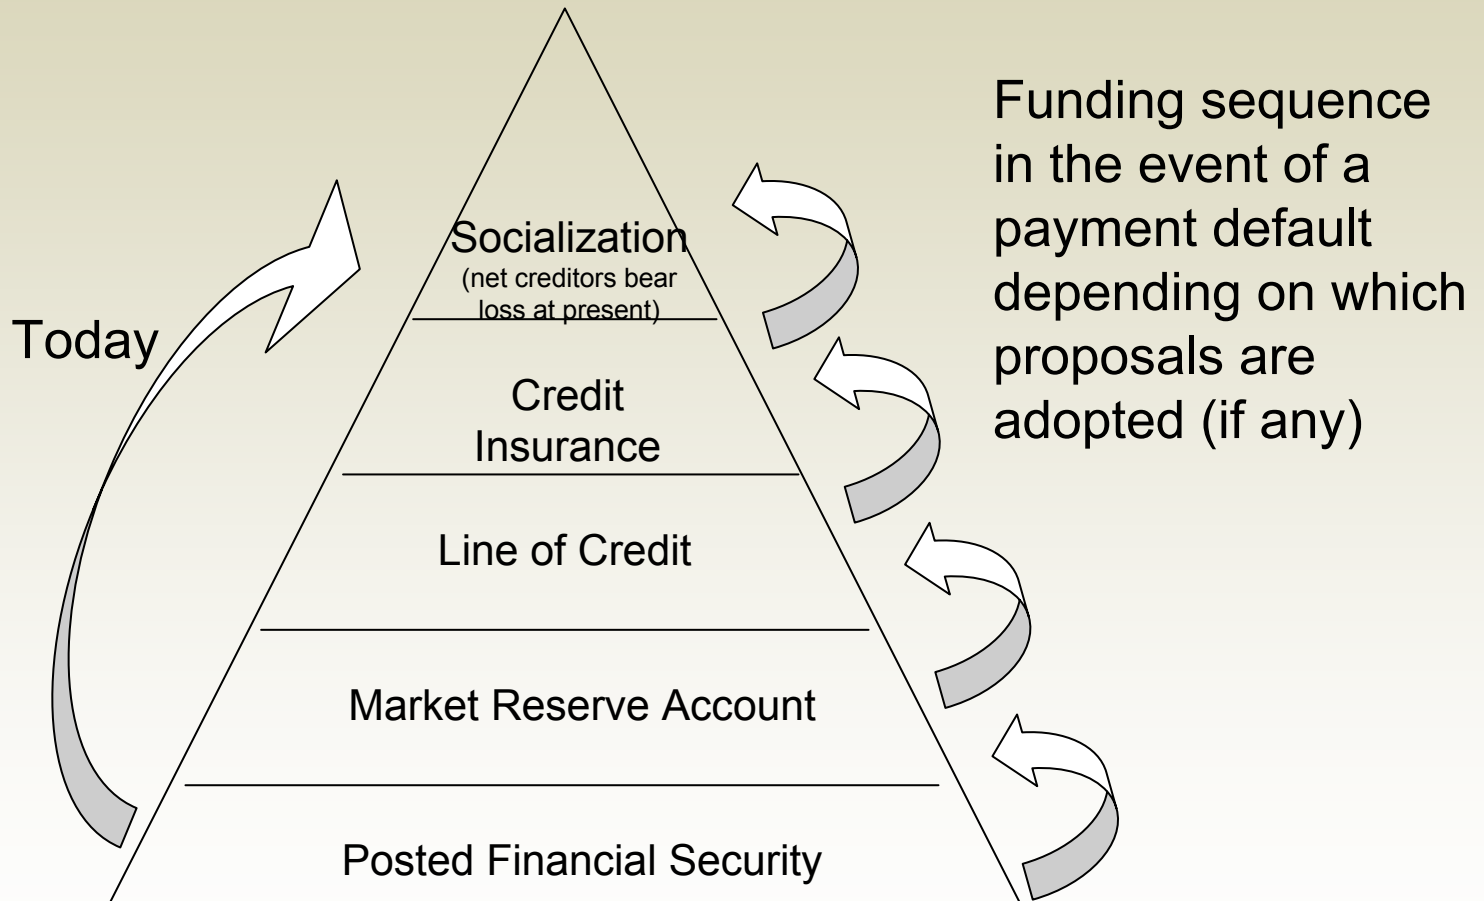 Funding sequence
in the event of a
payment default
depending on which
proposals are
adopted (if any)
Today
Socialization
(net creditors bear
loss at present)
Credit
Insurance
Line of Credit
Market Reserve Account
Posted Financial Security